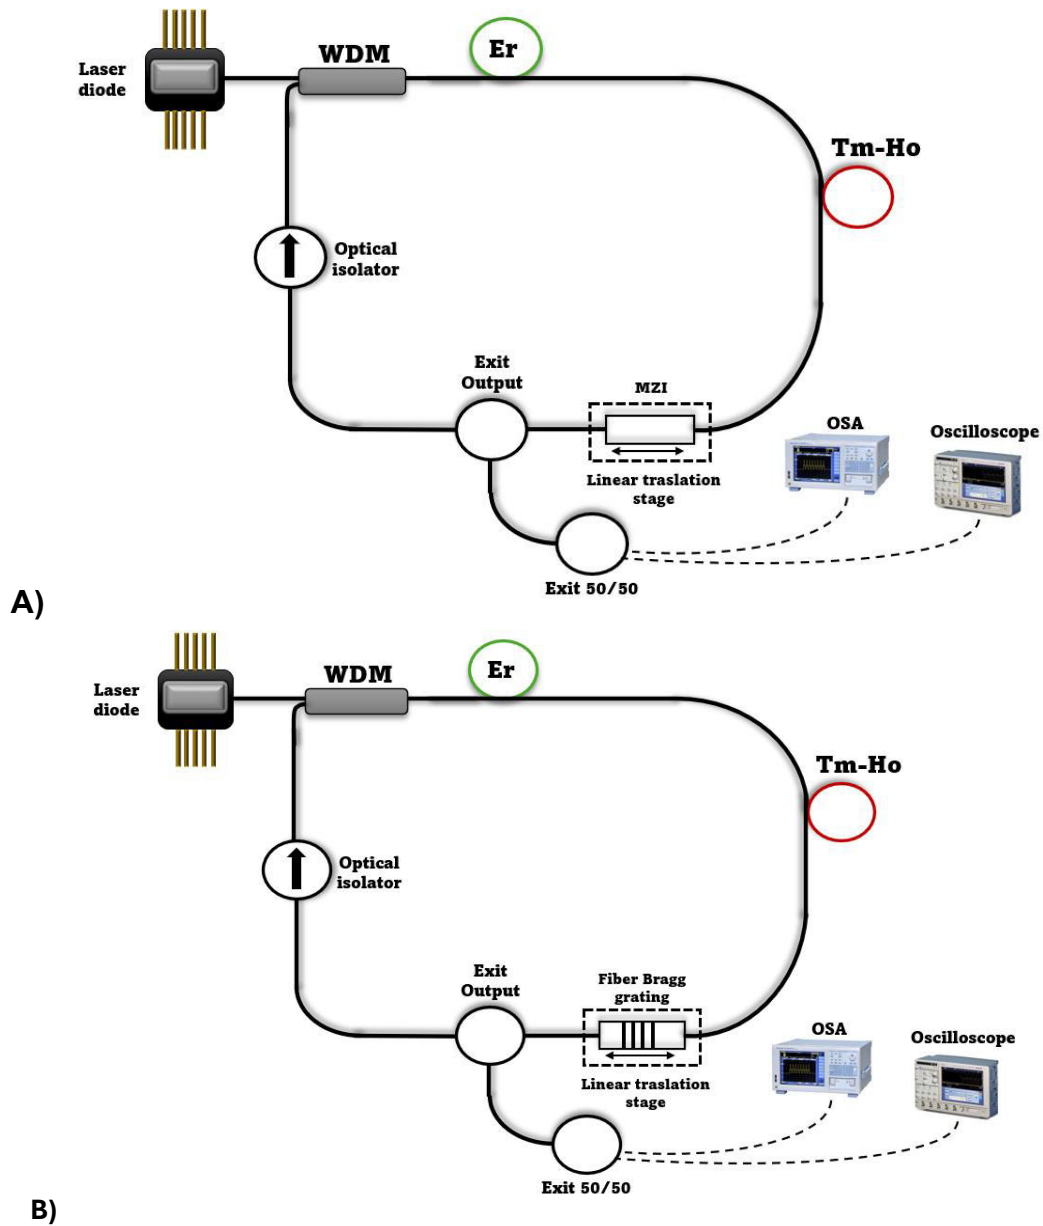 Laser
diode
WDM
Er
Tm-Ho
Optical
isolator
Exit
Output
MZI
Linear traslation
stage
OSA
Oscilloscope
Exit 50/50
A)
Laser
diode
WDM
Er
Tm-Ho
Optical
isolator
Exit
Output
Fiber Bragg
grating
Linear traslation
stage
OSA
Oscilloscope
Exit 50/50
B)